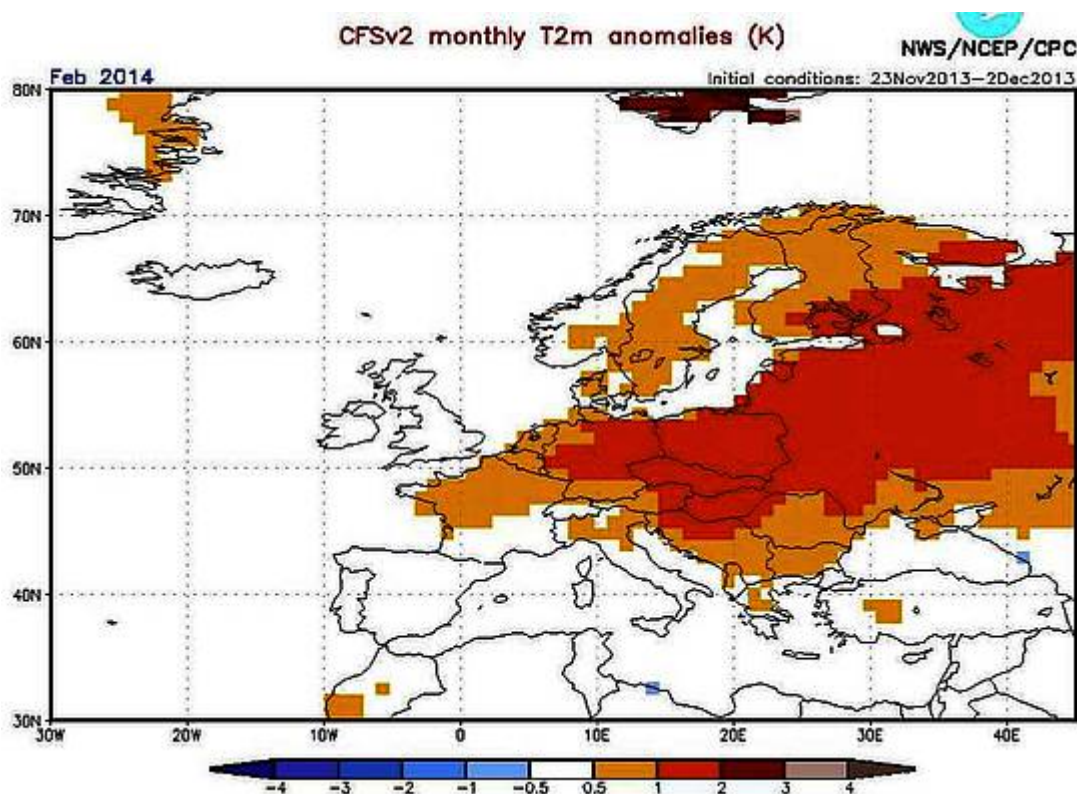 CFSv2 monthly T2m anomalies (K)
NWS/NCEP/CPC
Feb 2014
Initial conditions: 23Nov2013-2Dec2013
80N
70N
60N
50N
40N
30N
30W 20W 10W 0 10E 20E 30E 40E
-4 -3 -2 -1 -0.5 0.5 1 2 3 4